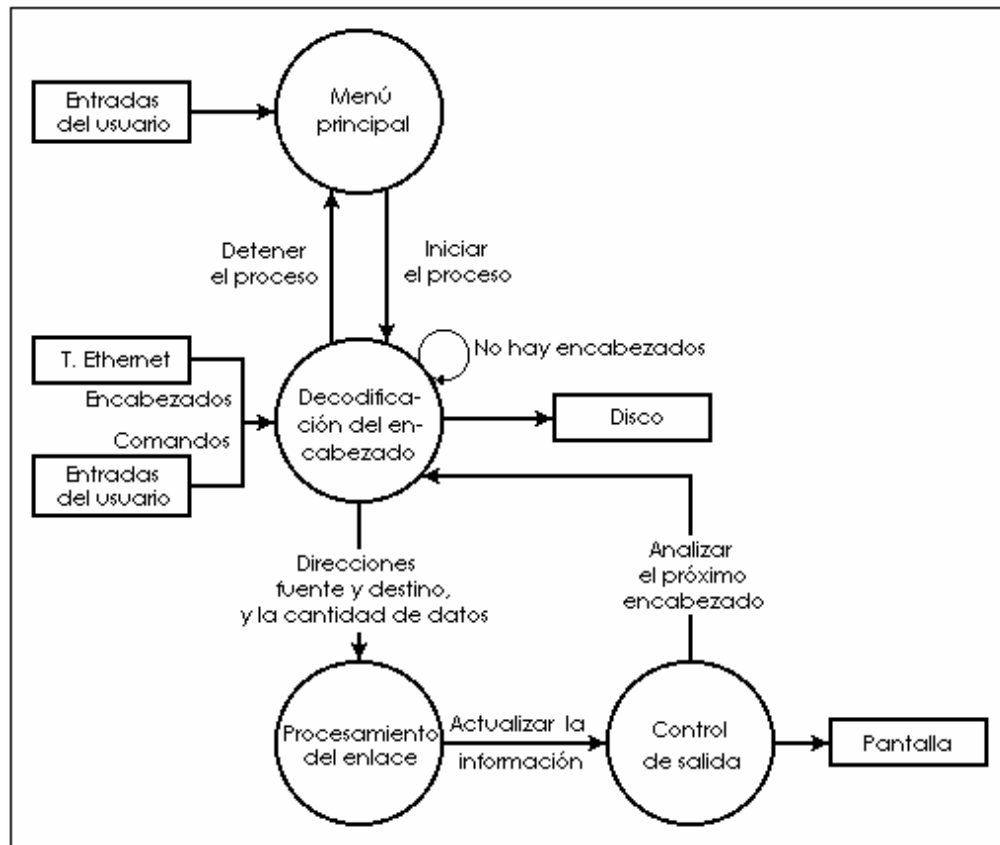 Entradas
del usuario
Menú
principal
Detener
el proceso
Iniciar
el proceso
T. Ethernet
Encabezados
Comandos
Entradas
del usuario
No hay encabezados
Decodifica-
ción del en-
cabezado
Disco
Direcciones
fuente y destino,
y la cantidad de datos
Analizar
el próximo
encabezado
Procesamiento
del enlace
Actualizar la
información
Control
de salida
Pantalla